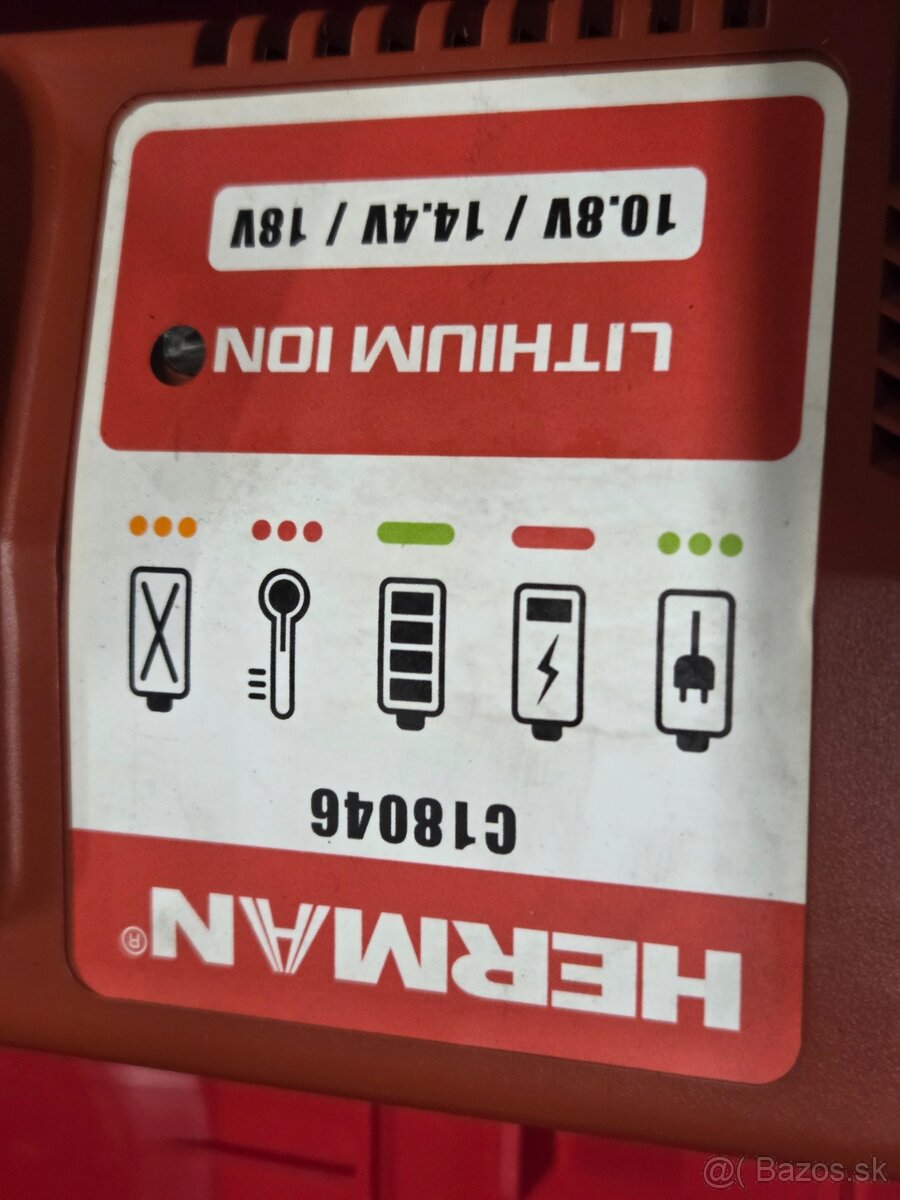 HERMAN®
C18046
LITHIUM ION
10.8V / 14.4V / 18V
@( Bazos.sk